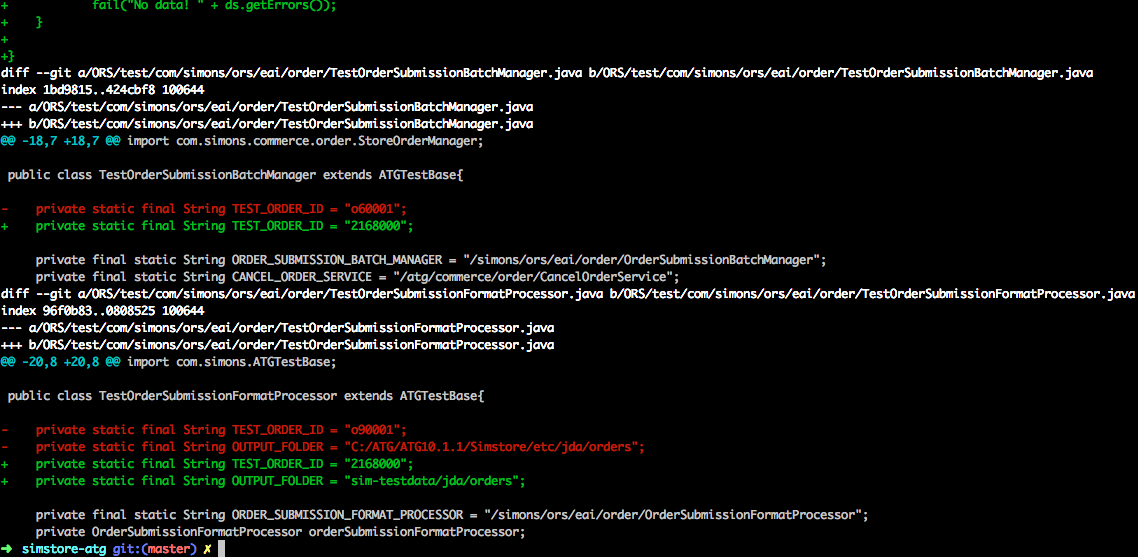 +            fail("No data! " + ds.getErrors());
+    }
+
+}
diff --git a/ORS/test/com/simons/ors/eai/order/TestOrderSubmissionBatchManager.java b/ORS/test/com/simons/ors/eai/order/TestOrderSubmissionBatchManager.java
index 1bd9815..424cbf8 100644
--- a/ORS/test/com/simons/ors/eai/order/TestOrderSubmissionBatchManager.java
+++ b/ORS/test/com/simons/ors/eai/order/TestOrderSubmissionBatchManager.java
@@ -18,7 +18,7 @@ import com.simons.commerce.order.StoreOrderManager;
 public class TestOrderSubmissionBatchManager extends ATGTestBase{
-    private static final String TEST_ORDER_ID = "o60001";
+    private static final String TEST_ORDER_ID = "2168000";
     private final static String ORDER_SUBMISSION_BATCH_MANAGER = "/simons/ors/eai/order/OrderSubmissionBatchManager";
     private final static String CANCEL_ORDER_SERVICE = "/atg/commerce/order/CancelOrderService";
diff --git a/ORS/test/com/simons/ors/eai/order/TestOrderSubmissionFormatProcessor.java b/ORS/test/com/simons/ors/eai/order/TestOrderSubmissionFormatProcessor.java
index 96f0b83..0808525 100644
--- a/ORS/test/com/simons/ors/eai/order/TestOrderSubmissionFormatProcessor.java
+++ b/ORS/test/com/simons/ors/eai/order/TestOrderSubmissionFormatProcessor.java
@@ -20,8 +20,8 @@ import com.simons.ATGTestBase;
 public class TestOrderSubmissionFormatProcessor extends ATGTestBase{
-    private static final String TEST_ORDER_ID = "o90001";
-    private static final String OUTPUT_FOLDER = "C:/ATG/ATG10.1.1/Simstore/etc/jda/orders";
+    private static final String TEST_ORDER_ID = "2168000";
+    private static final String OUTPUT_FOLDER = "sim-testdata/jda/orders";
     private final static String ORDER_SUBMISSION_FORMAT_PROCESSOR = "/simons/ors/eai/order/OrderSubmissionFormatProcessor";
     private OrderSubmissionFormatProcessor orderSubmissionFormatProcessor;
➜  simstore-atg git:(master) ✗